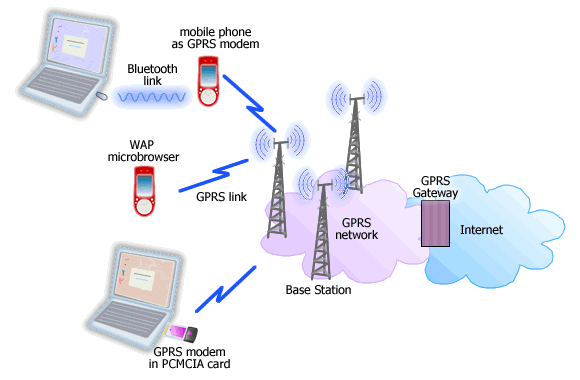 mobile phone
as GPRS modem
Bluetooth
link
WAP
microbrowser
GPRS link
GPRS
Gateway
GPRS
network
Internet
Base Station
GPRS modem
in PCMCIA card